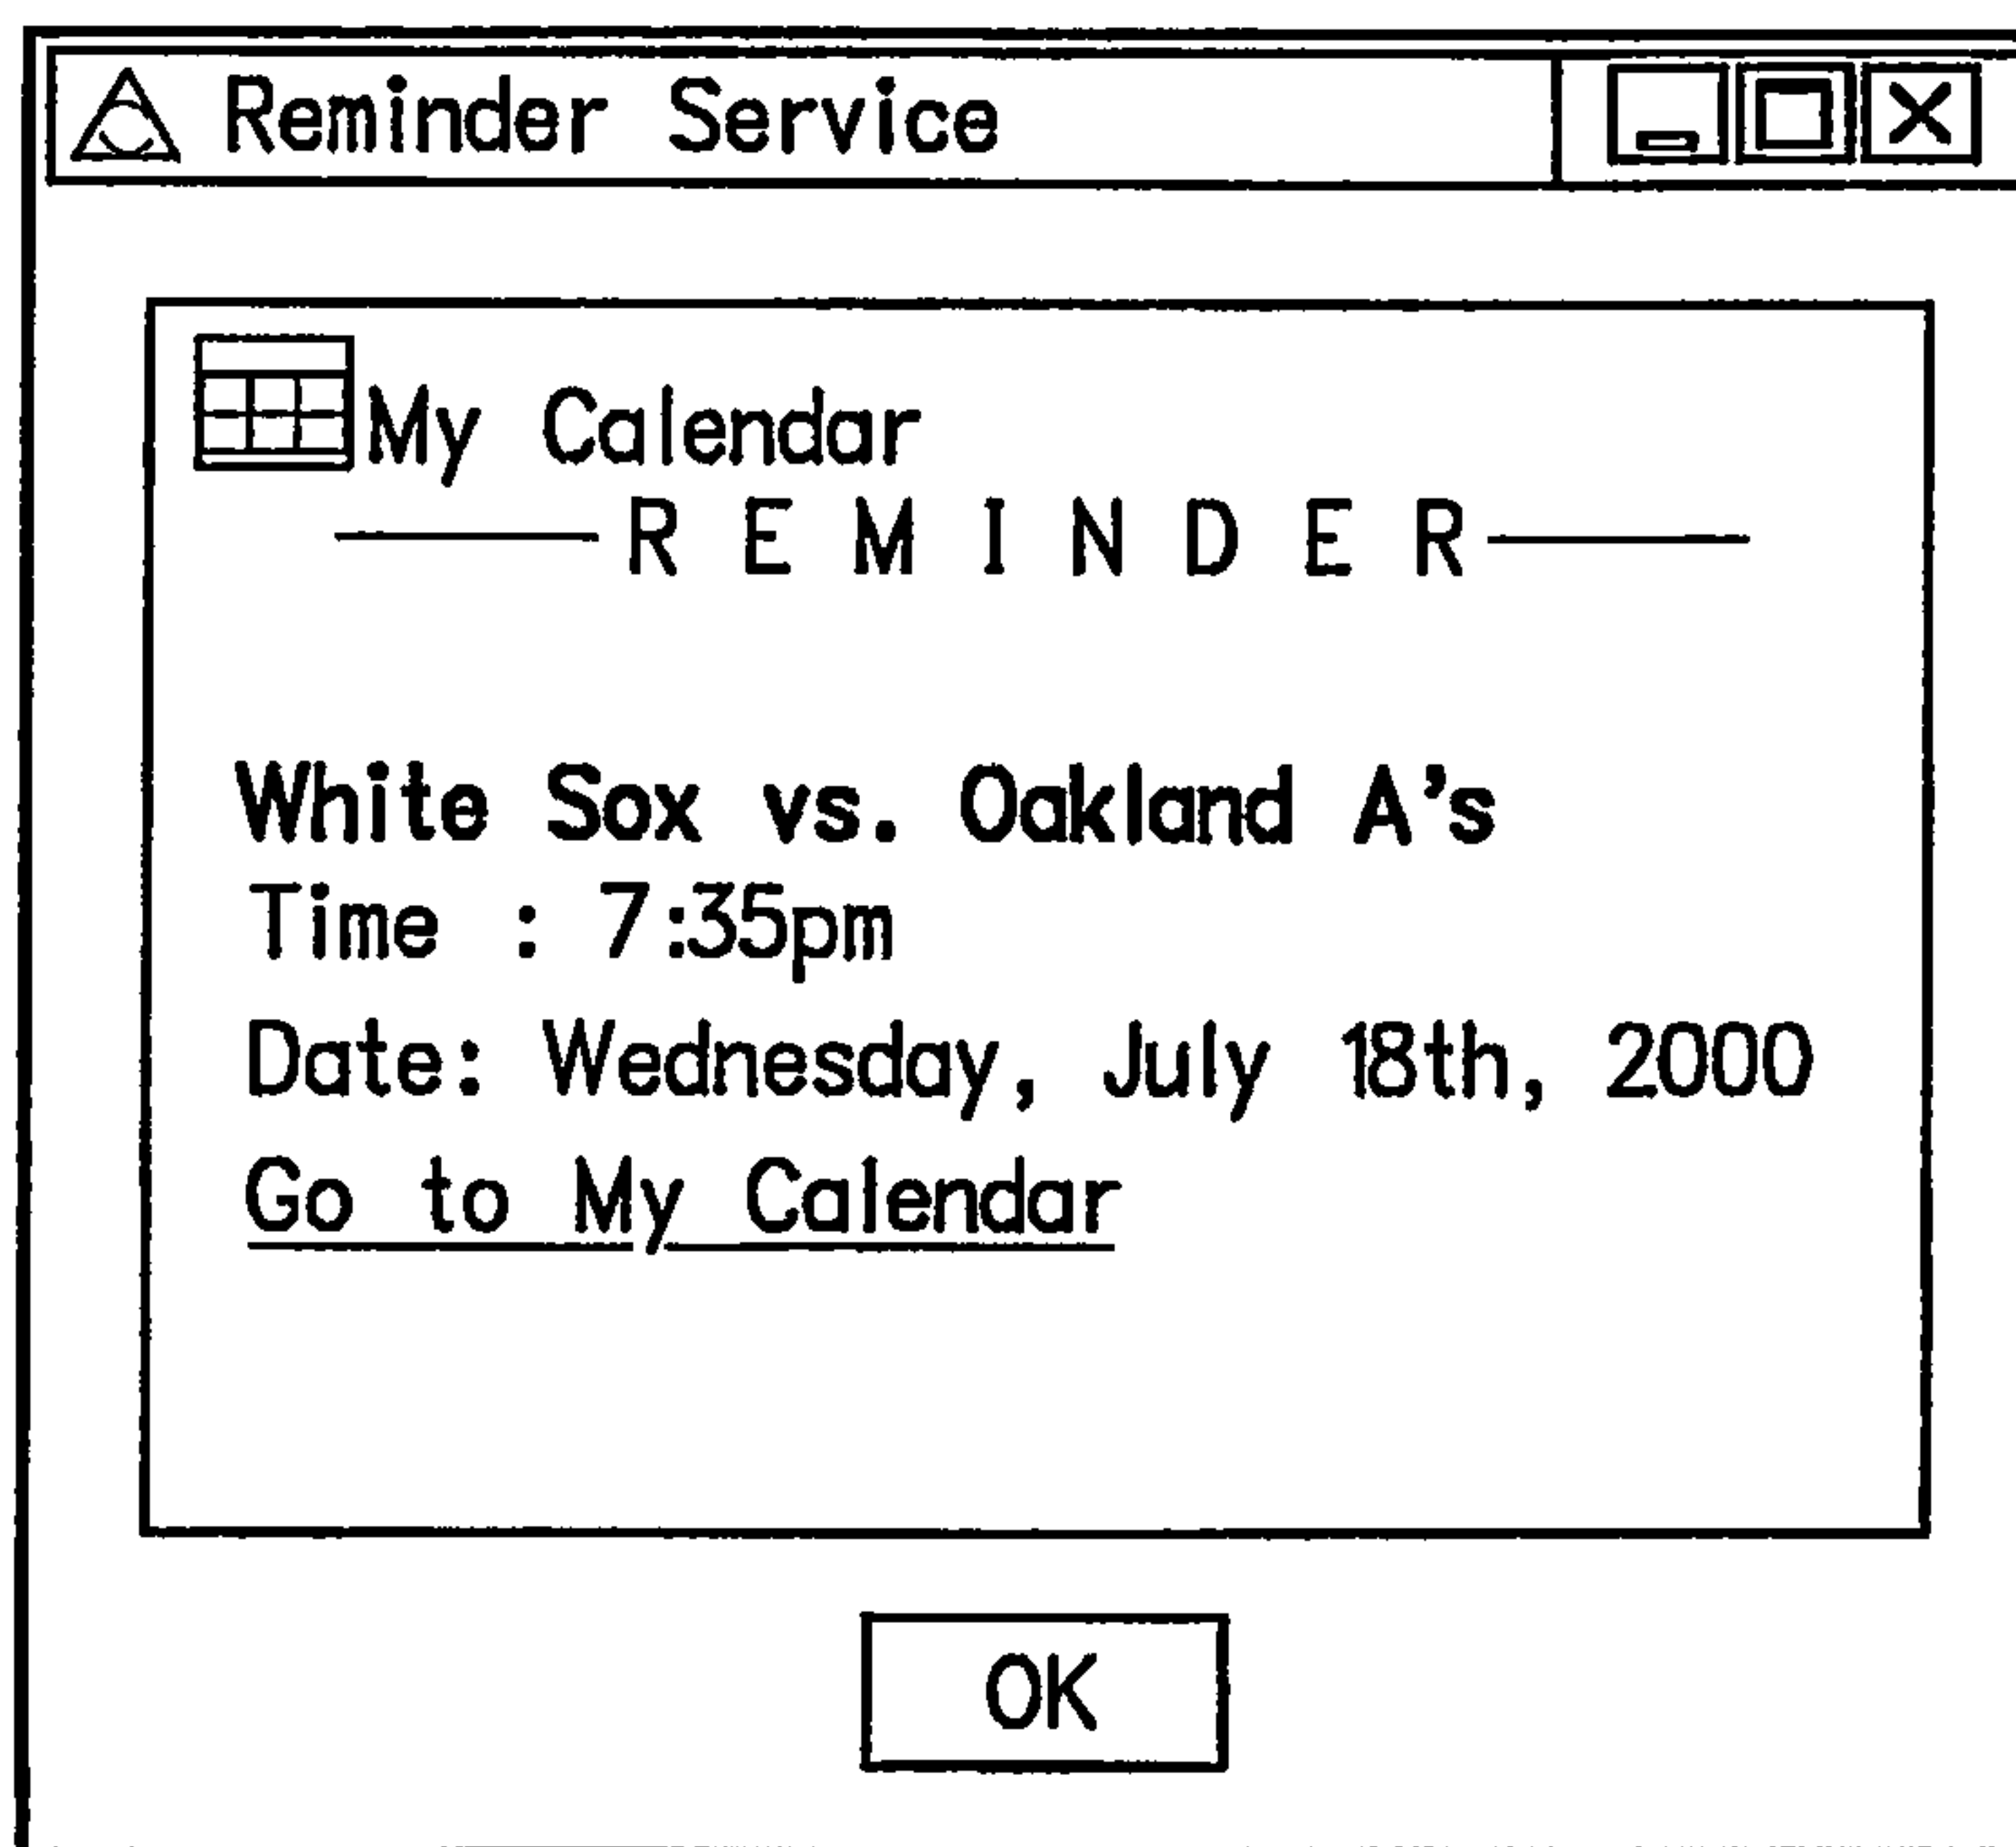 Reminder Service
My Calendar
REMINDER
White Sox vs. Oakland A's
Time : 7:35pm
Date: Wednesday, July 18th, 2000
Go to My Calendar
OK